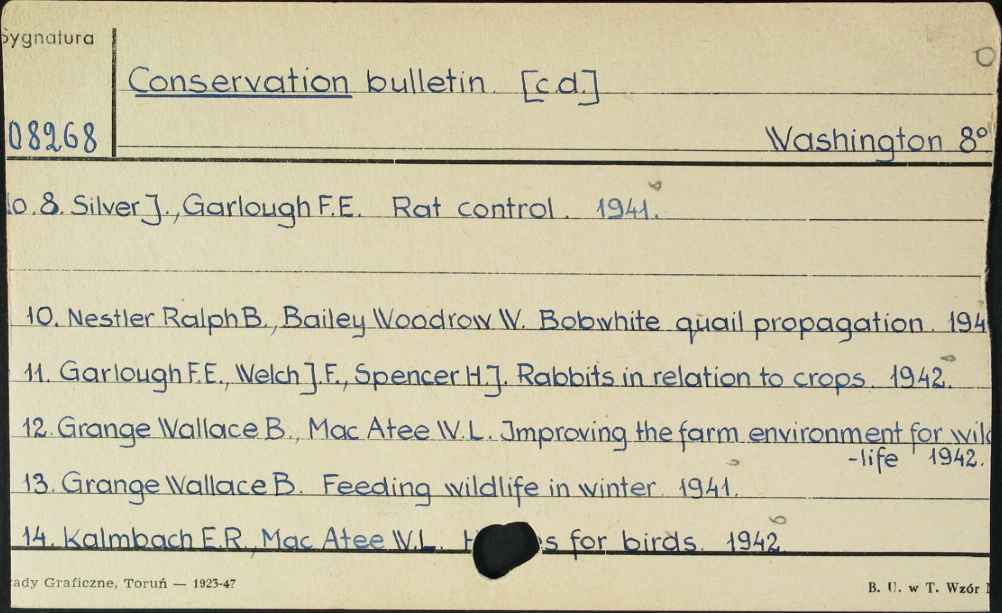 Sygnatura
Conservation bulletin. [c.d.]
08268
Washington 8°
No. 8. Silver J., Garlough F.E. Rat control. 1941.
10. Nestler Ralph B., Bailey Woodrow W. Bobwhite quail propagation. 194
11. Garlough F.E., Welch J.F., Spencer H.J. Rabbits in relation to crops. 1942.
12. Grange Wallace B., Mac Atee W.L. Improving the farm environment for wild
-life 1942.
13. Grange Wallace B. Feeding wildlife in winter. 1941.
14. Kalmbach E.R., Mac Atee W.L. for birds. 1942
ady Graficzne, Toruń — 1923-47
B. U. w T. Wzór